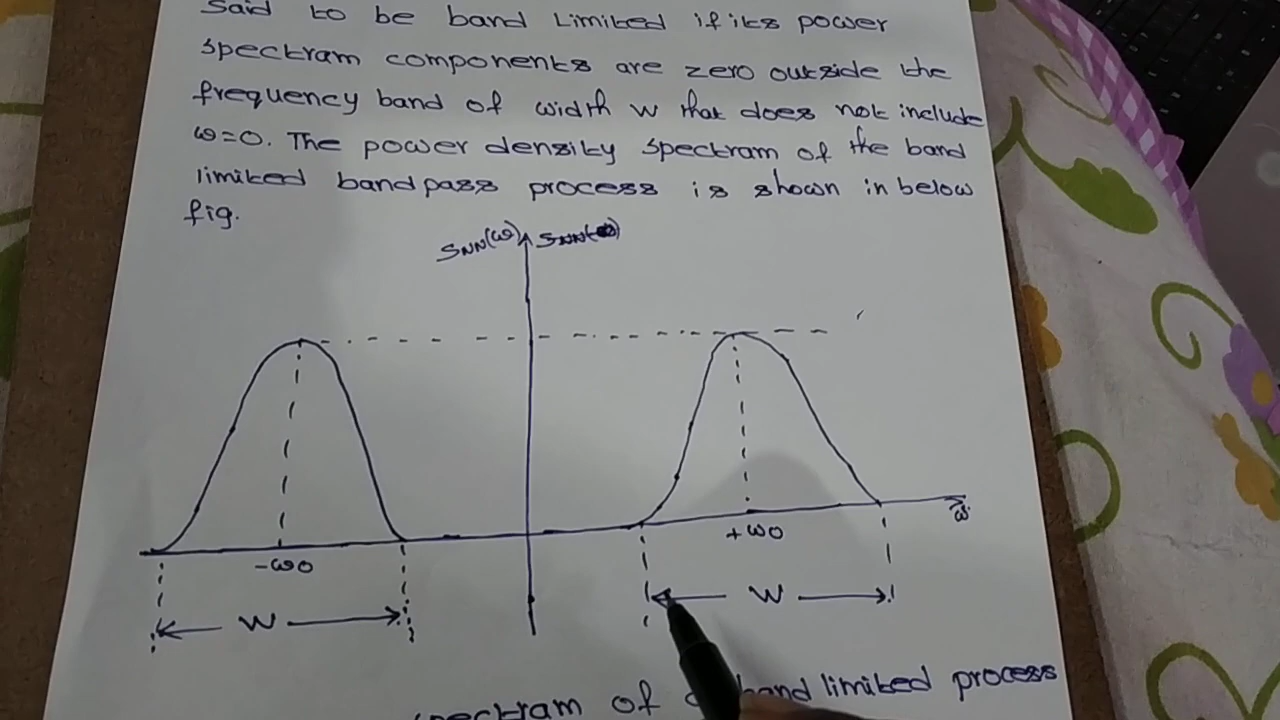 Said to be band Limited if its power
spectram components are zero outside the
frequency band of width W that does not include
ω=0. The power density spectram of the band
limited bandpass process is shown in below
fig.
SNN(ω)
-ω0
+ω0
ω
W
W
spectram of a band limited process